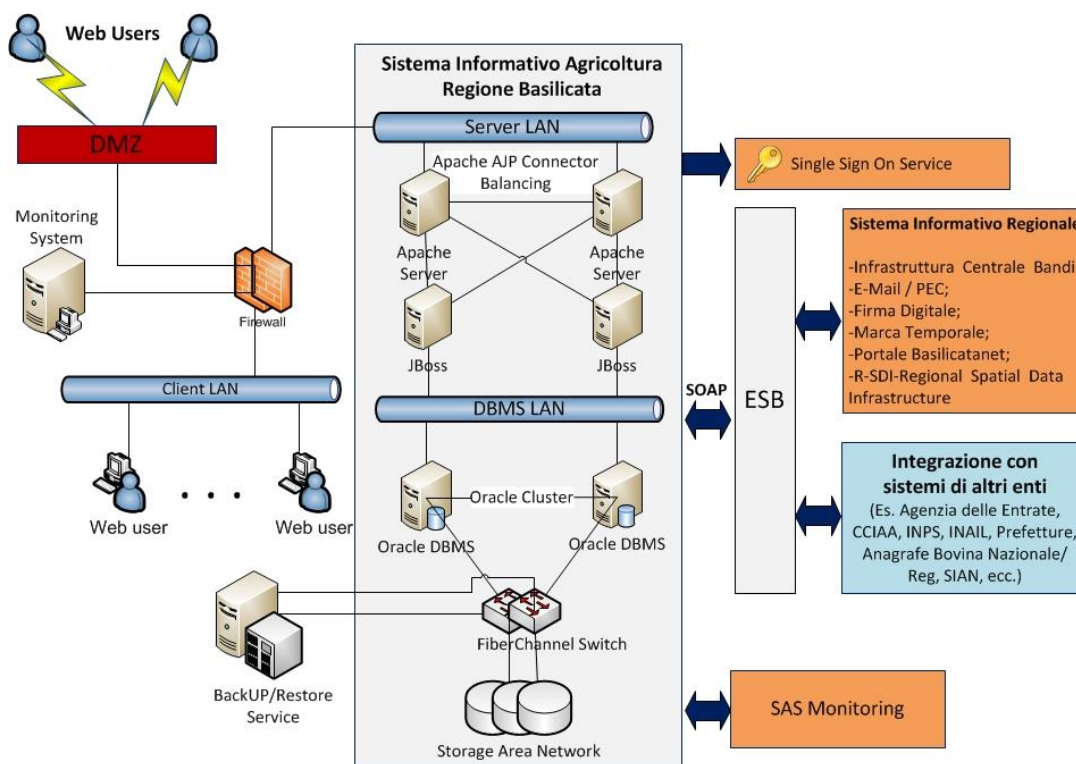 Web Users
DMZ
Monitoring
System
Firewall
Client LAN
Web user
. . .
Web user
BackUP/Restore
Service
Sistema Informativo Agricoltura
Regione Basilicata
Server LAN
Apache AJP Connector
Balancing
Apache
Server
Apache
Server
JBoss
JBoss
DBMS LAN
Oracle Cluster
Oracle DBMS
Oracle DBMS
FiberChannel Switch
Storage Area Network
Single Sign On Service
SOAP
ESB
Sistema Informativo Regionale
-Infrastruttura Centrale Bandi
-E-Mail / PEC;
-Firma Digitale;
-Marca Temporale;
-Portale Basilicatanet;
-R-SDI-Regional Spatial Data
Infrastructure
Integrazione con
sistemi di altri enti
(Es. Agenzia delle Entrate,
CCIAA, INPS, INAIL, Prefetture,
Anagrafe Bovina Nazionale/
Reg, SIAN, ecc.)
SAS Monitoring